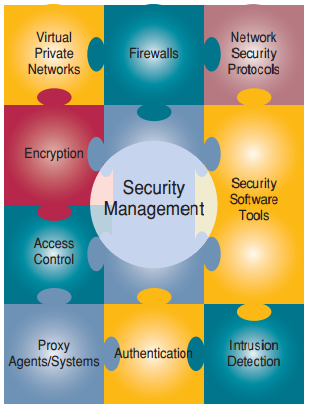 Virtual
Private
Networks
Firewalls
Network
Security
Protocols
Encryption
Security
Management
Security
Software
Tools
Access
Control
Proxy
Agents/Systems
Authentication
Intrusion
Detection